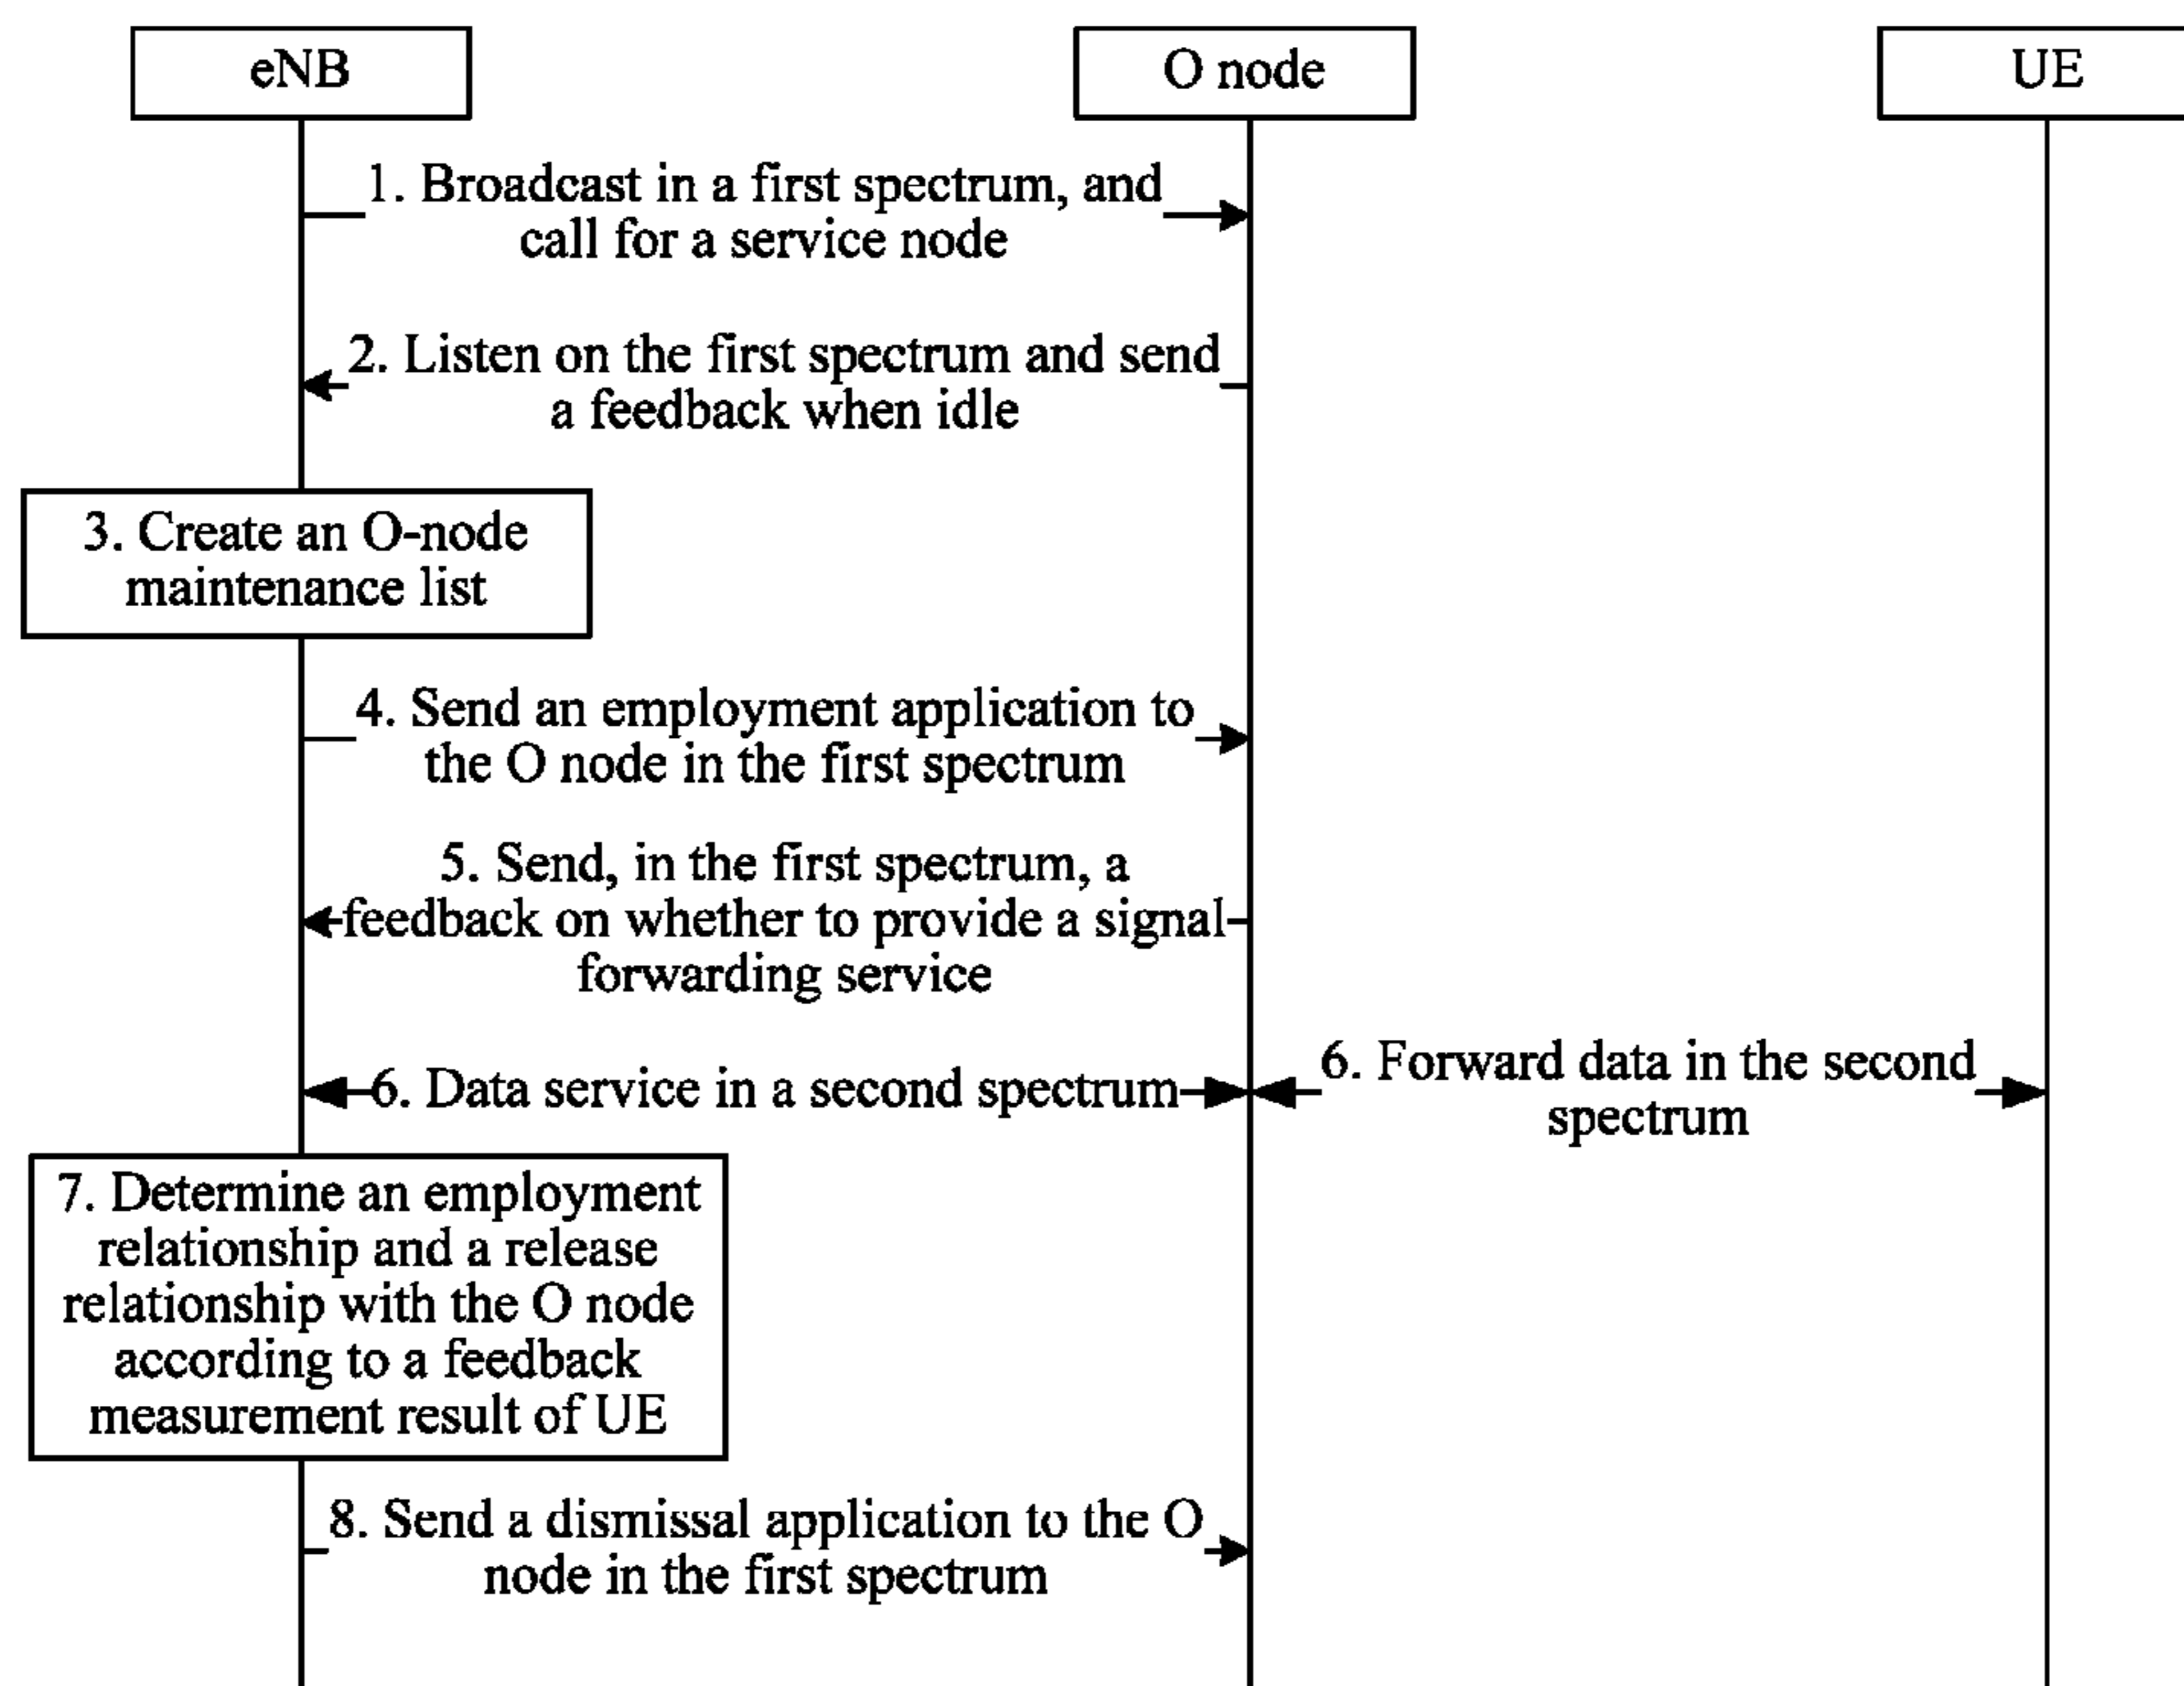 eNB
O node
UE
1. Broadcast in a first spectrum, and
call for a service node
2. Listen on the first spectrum and send
a feedback when idle
3. Create an O-node
maintenance list
4. Send an employment application to
the O node in the first spectrum
5. Send, in the first spectrum, a
feedback on whether to provide a signal
forwarding service
6. Data service in a second spectrum
6. Forward data in the second
spectrum
7. Determine an employment
relationship and a release
relationship with the O node
according to a feedback
measurement result of UE
8. Send a dismissal application to the O
node in the first spectrum